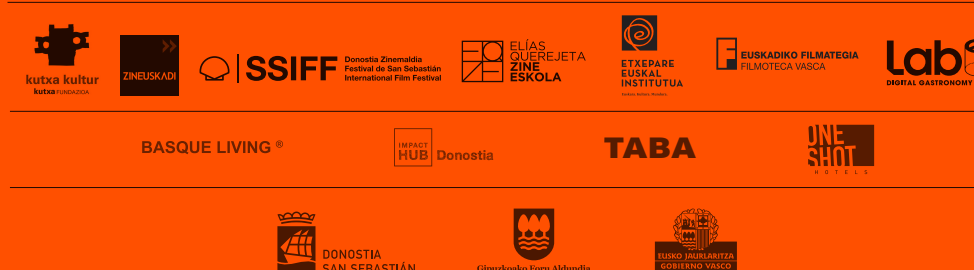 kutxa kultur
kutxa FUNDAZIOA
ZINEUSKADI
SSIFF
Donostia Zinemaldia
Festival de San Sebastián
International Film Festival
EQZE
ELÍAS
QUEREJETA
ZINE
ESKOLA
ETXEPARE
EUSKAL
INSTITUTUA
EUSKADIKO FILMATEGIA
FILMOTECA VASCA
Lab
DIGITAL GASTRONOMY
BASQUE LIVING ®
IMPACT
HUB Donostia
TABA
ONE
SHOT
HOTELS
DONOSTIA
SAN SEBASTIÁN
Gipuzkoako Foru Aldundia
EUSKO JAURLARITZA
GOBIERNO VASCO